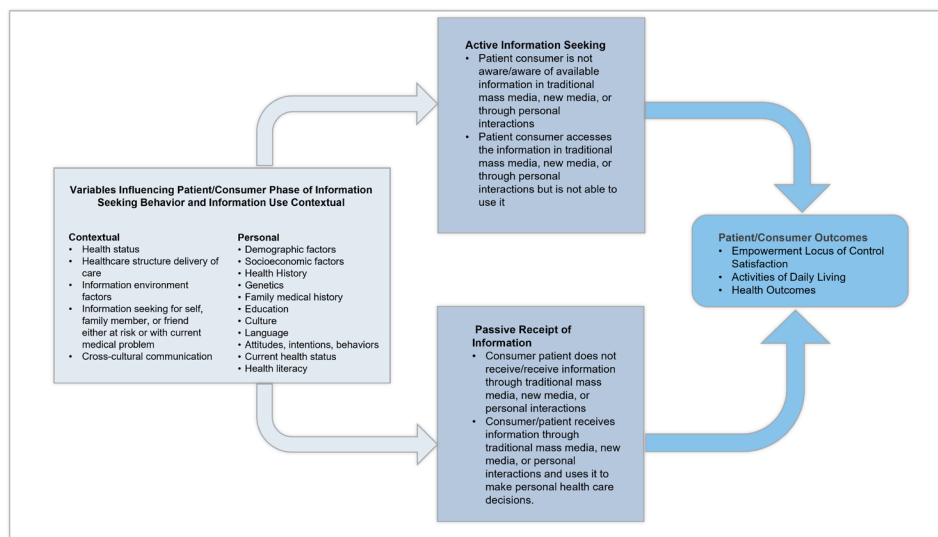 Variables Influencing Patient/Consumer Phase of Information
Seeking Behavior and Information Use Contextual
Contextual
• Health status
• Healthcare structure delivery of
care
• Information environment
factors
• Information seeking for self,
family member, or friend
either at risk or with current
medical problem
• Cross-cultural communication
Personal
• Demographic factors
• Socioeconomic factors
• Health History
• Genetics
• Family medical history
• Education
• Culture
• Language
• Attitudes, intentions, behaviors
• Current health status
• Health literacy
Active Information Seeking
• Patient consumer is not
aware/aware of available
information in traditional
mass media, new media, or
through personal
interactions
• Patient consumer accesses
the information in traditional
mass media, new media, or
through personal
interactions but is not able to
use it
Passive Receipt of
Information
• Consumer patient does not
receive/receive information
through traditional mass
media, new media, or
personal interactions
• Consumer/patient receives
information through
traditional mass media, new
media, or personal
interactions and uses it to
make personal health care
decisions.
Patient/Consumer Outcomes
• Empowerment Locus of Control
Satisfaction
• Activities of Daily Living
• Health Outcomes